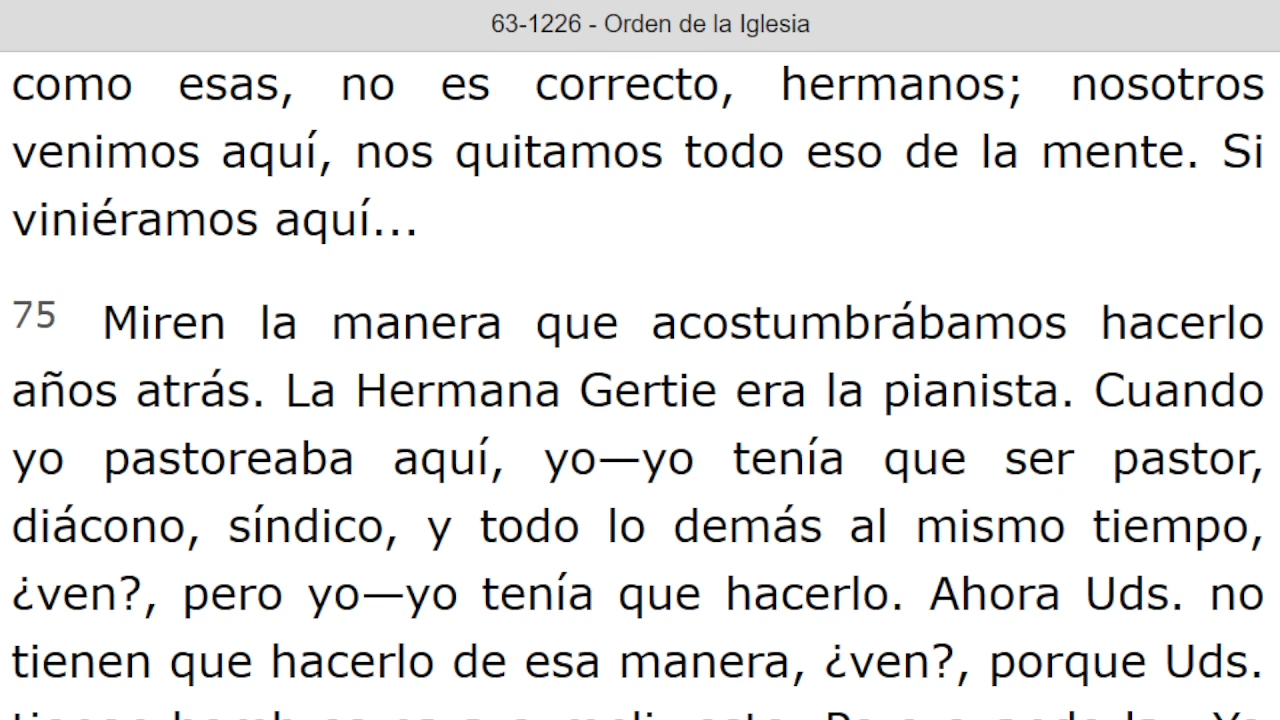 63-1226 - Orden de la Iglesia
como esas, no es correcto, hermanos; nosotros
venimos aquí, nos quitamos todo eso de la mente. Si
viniéramos aquí...
75 Miren la manera que acostumbrábamos hacerlo
años atrás. La Hermana Gertie era la pianista. Cuando
yo pastoreaba aquí, yo—yo tenía que ser pastor,
diácono, síndico, y todo lo demás al mismo tiempo,
¿ven?, pero yo—yo tenía que hacerlo. Ahora Uds. no
tienen que hacerlo de esa manera, ¿ven?, porque Uds.